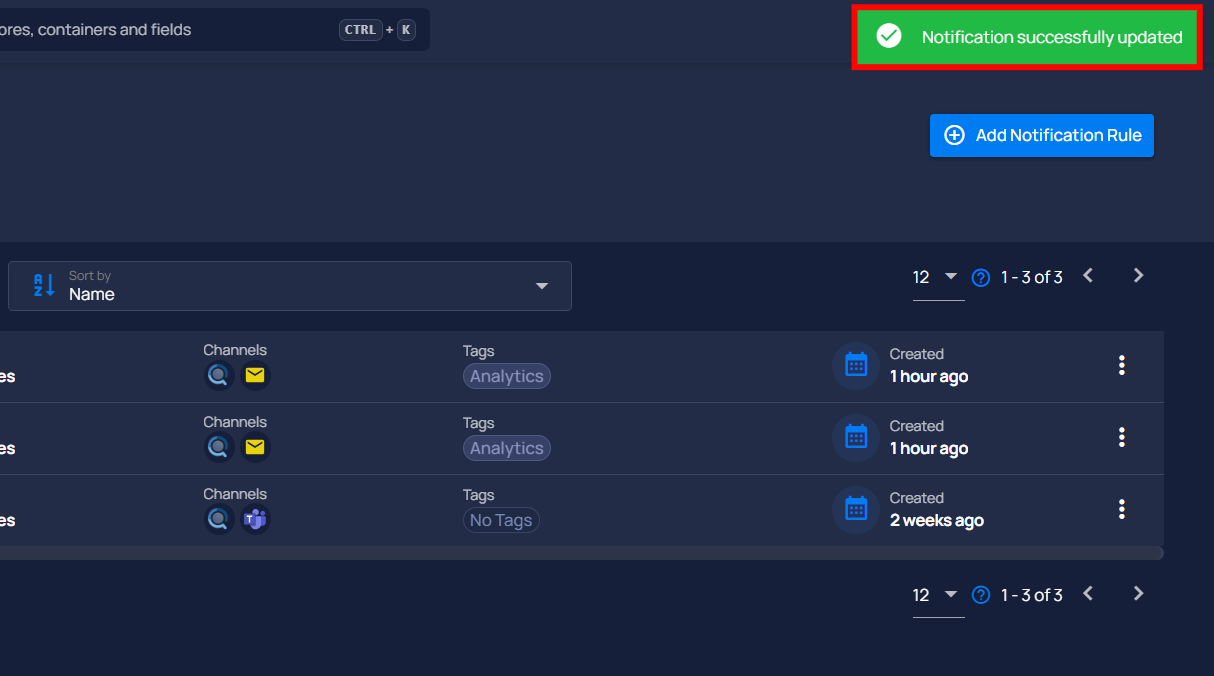 ores, containers and fields
CTRL + K
Notification successfully updated
Add Notification Rule
Sort by
Name
12
1 - 3 of 3
es
Channels
Tags
Analytics
Created
1 hour ago
es
Channels
Tags
Analytics
Created
1 hour ago
es
Channels
Tags
No Tags
Created
2 weeks ago
12
1 - 3 of 3